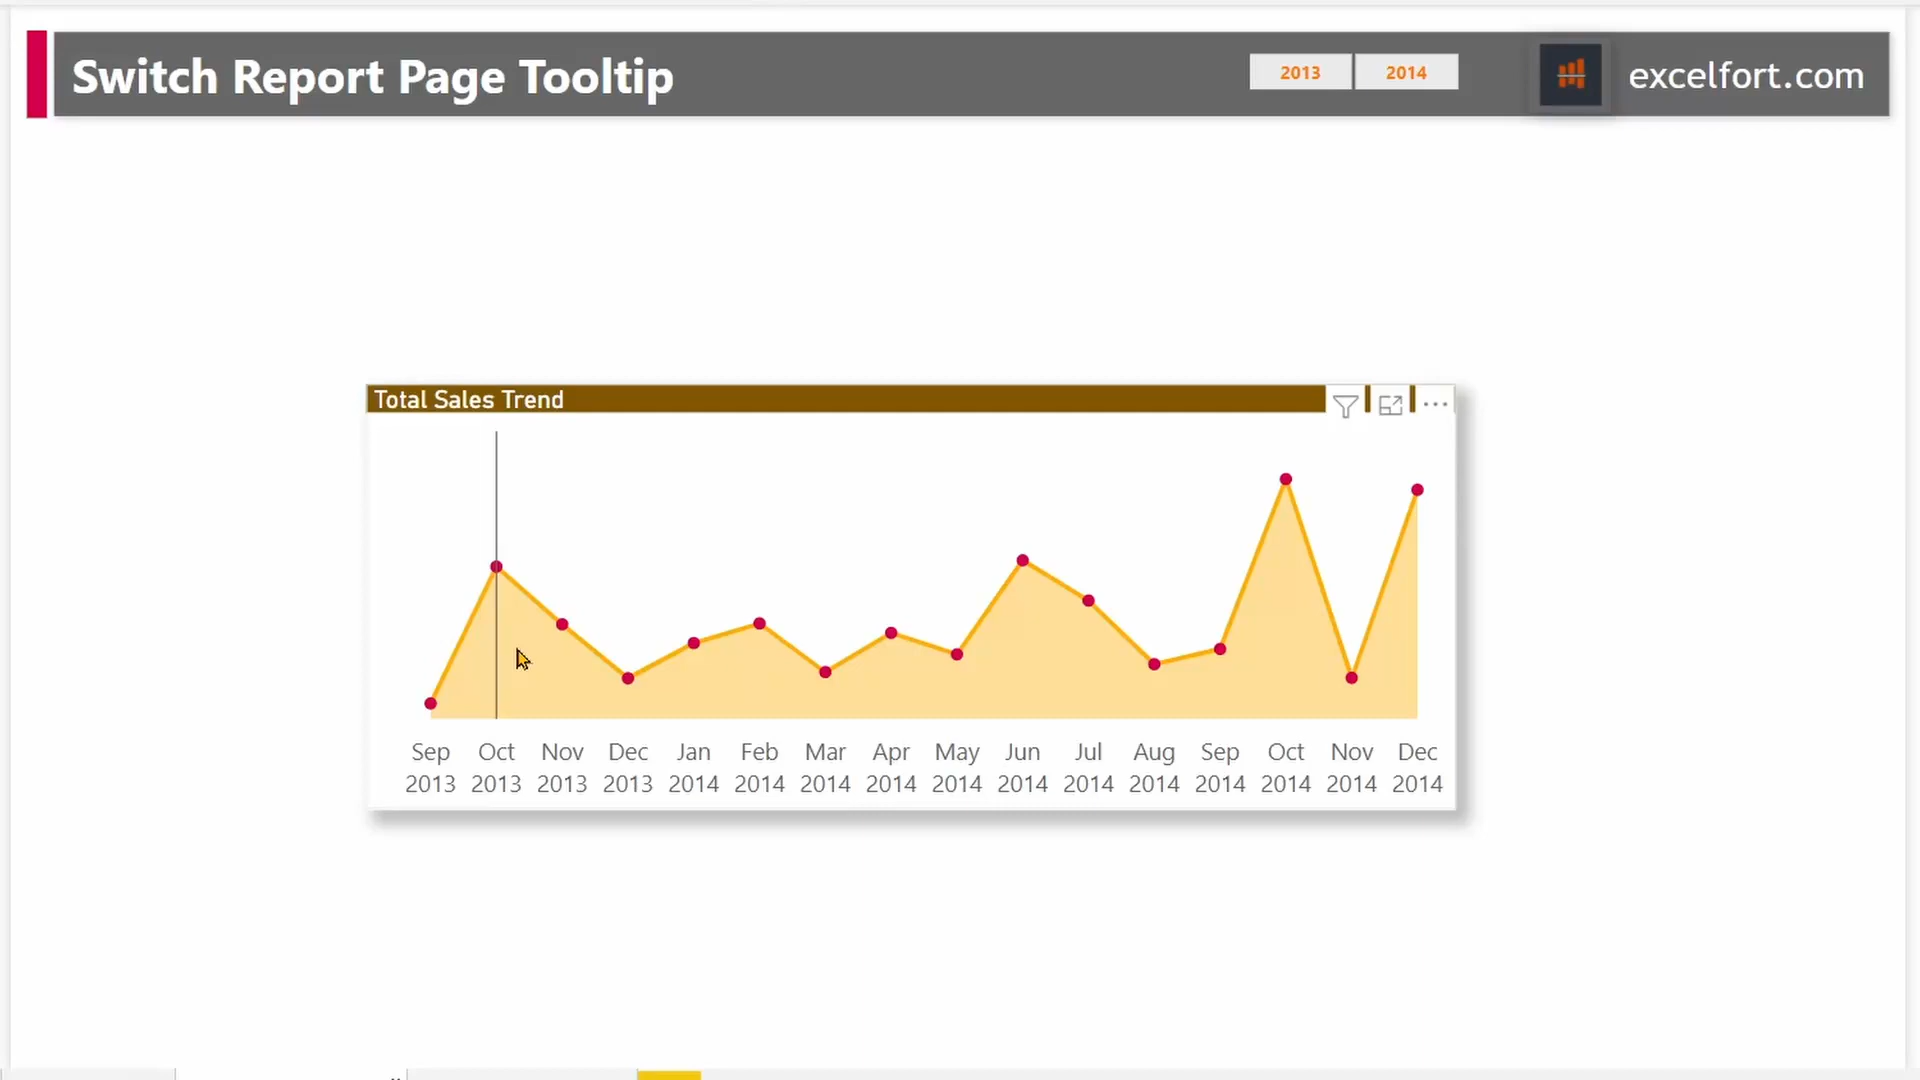 Switch Report Page Tooltip
2013 2014
excelfort.com
Total Sales Trend
Sep Oct Nov Dec Jan Feb Mar Apr May Jun Jul Aug Sep Oct Nov Dec
2013 2013 2013 2013 2014 2014 2014 2014 2014 2014 2014 2014 2014 2014 2014 2014